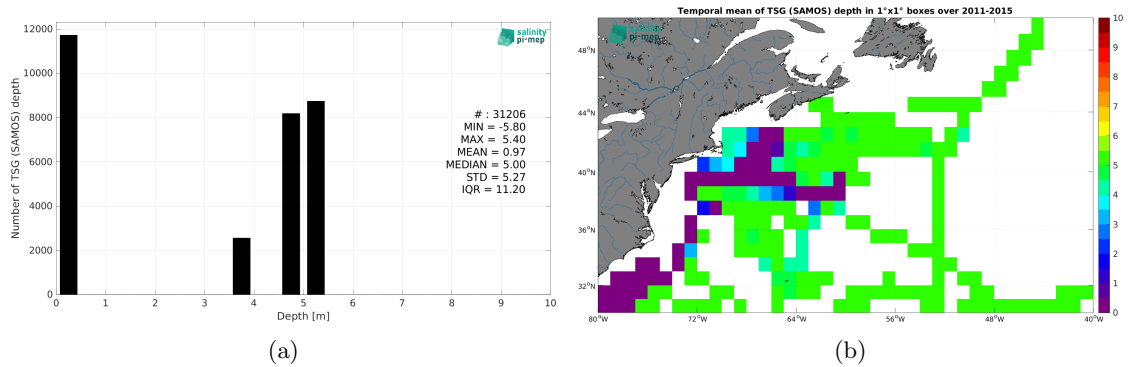 12000
10000
8000
6000
4000
2000
0
Number of TSG (SAMOS) depth
0 1 2 3 4 5 6 7 8 9 10
Depth [m]
salinity
pi-mep
# : 31206
MIN = -5.80
MAX = 5.40
MEAN = 0.97
MEDIAN = 5.00
STD = 5.27
IQR = 11.20
(a)
Temporal mean of TSG (SAMOS) depth in 1°x1° boxes over 2011-2015
salinity
pi-mep
48°N
44°N
40°N
36°N
32°N
80°W 72°W 64°W 56°W 48°W 40°W
10
9
8
7
6
5
4
3
2
1
0
(b)